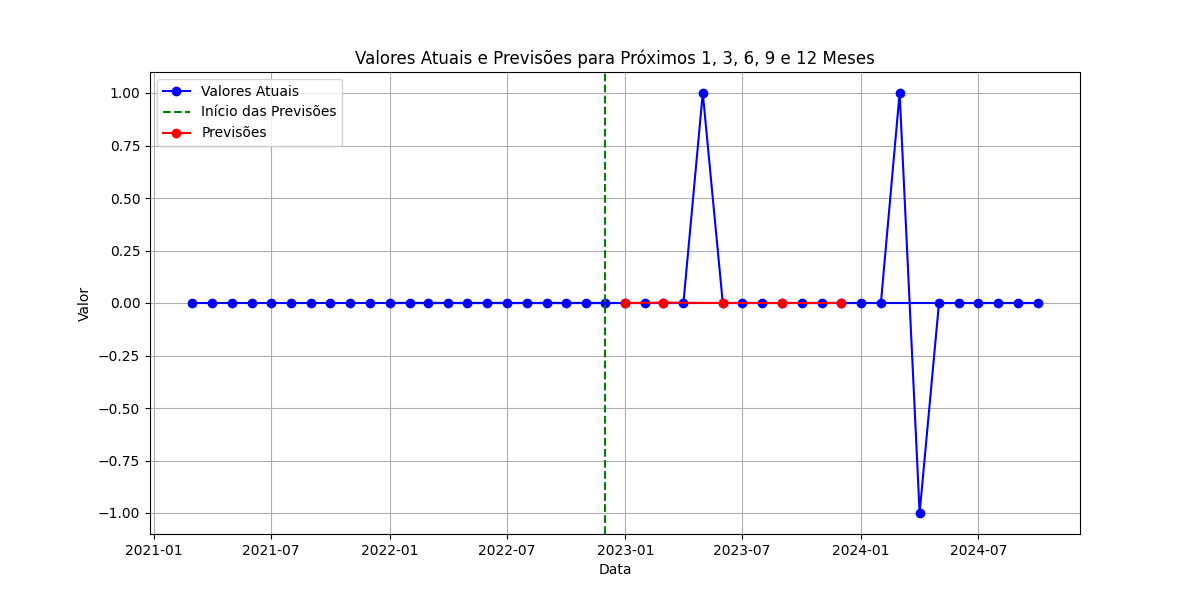 Valores Atuais e Previsões para Próximos 1, 3, 6, 9 e 12 Meses
Valores Atuais
Início das Previsões
Previsões
1.00
0.75
0.50
0.25
0.00
−0.25
−0.50
−0.75
−1.00
Valor
2021-01 2021-07 2022-01 2022-07 2023-01 2023-07 2024-01 2024-07
Data